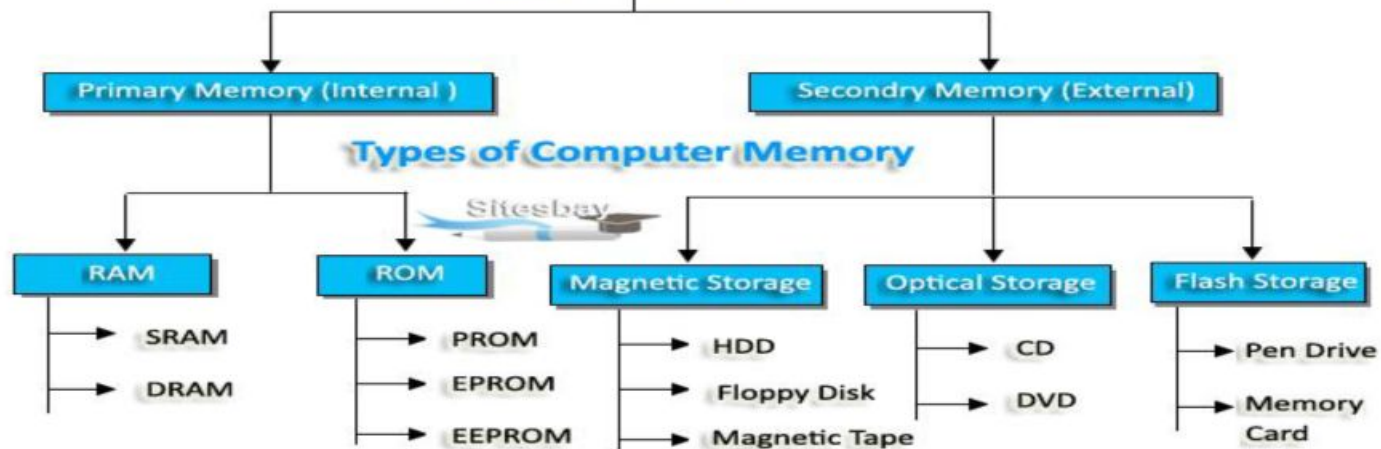 Primary Memory (Internal )
Secondry Memory (External)
Types of Computer Memory
Sitesbay
RAM
ROM
Magnetic Storage
Optical Storage
Flash Storage
SRAM
DRAM
PROM
EPROM
EEPROM
HDD
Floppy Disk
Magnetic Tape
CD
DVD
Pen Drive
Memory
Card